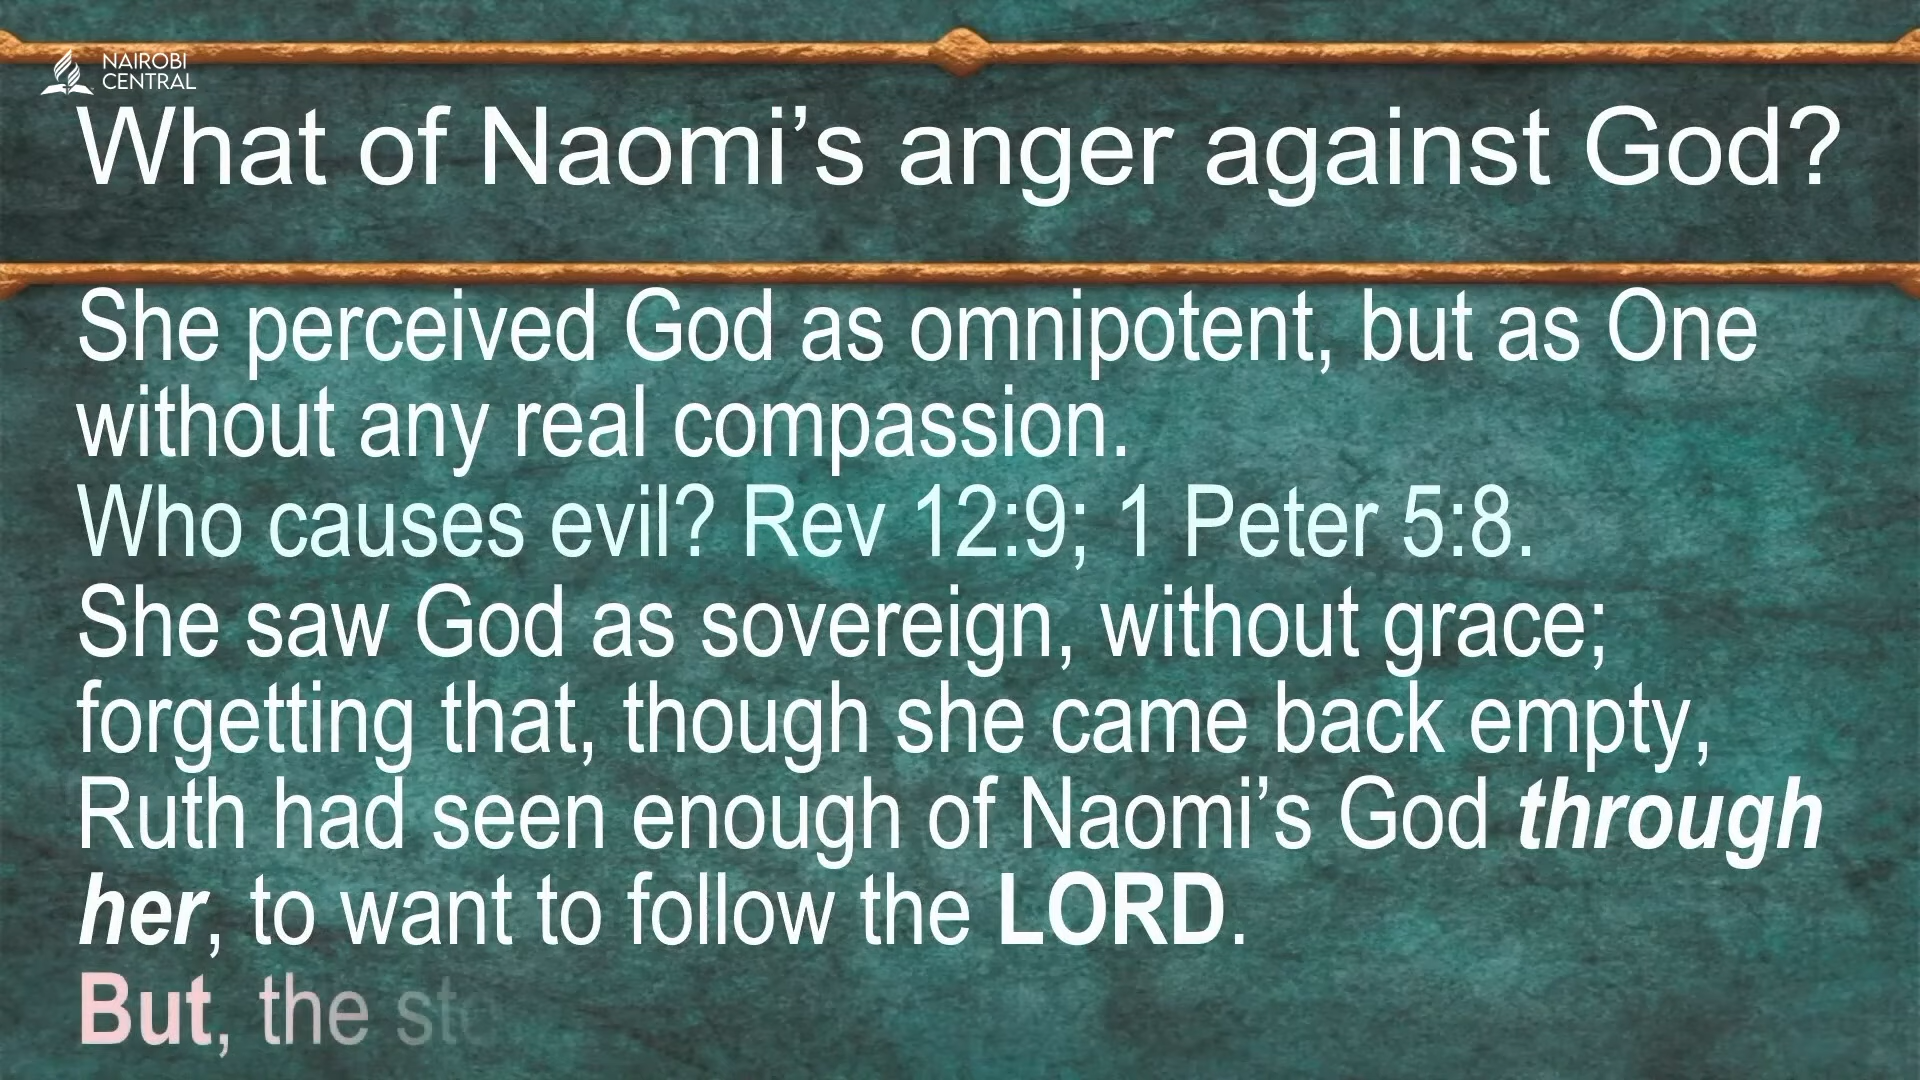 NAIROBI
CENTRAL
What of Naomi’s anger against God?
She perceived God as omnipotent, but as One
without any real compassion.
Who causes evil? Rev 12:9; 1 Peter 5:8.
She saw God as sovereign, without grace;
forgetting that, though she came back empty,
Ruth had seen enough of Naomi’s God through
her, to want to follow the LORD.
But, the